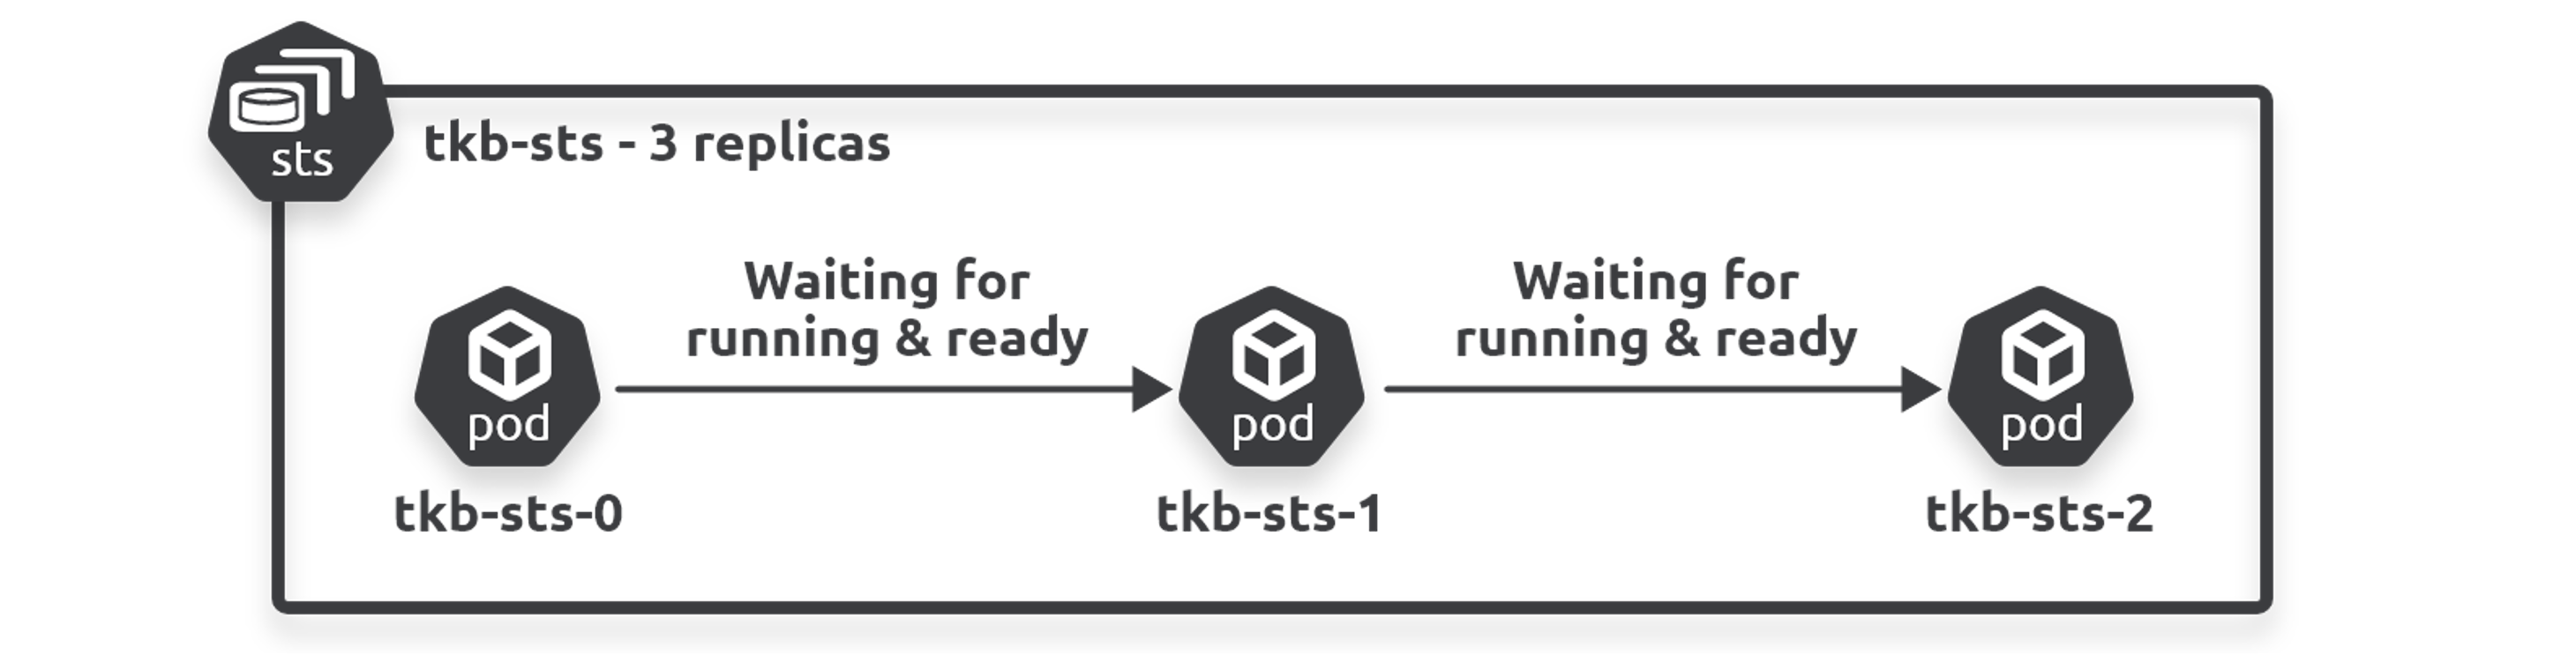 sts
tkb-sts - 3 replicas
Waiting for
running & ready
Waiting for
running & ready
pod
pod
pod
tkb-sts-0
tkb-sts-1
tkb-sts-2